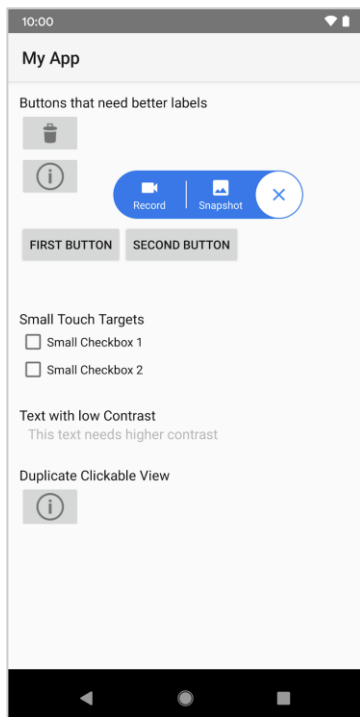 10:00
My App
Buttons that need better labels
Record
Snapshot
FIRST BUTTON
SECOND BUTTON
Small Touch Targets
Small Checkbox 1
Small Checkbox 2
Text with low Contrast
This text needs higher contrast
Duplicate Clickable View